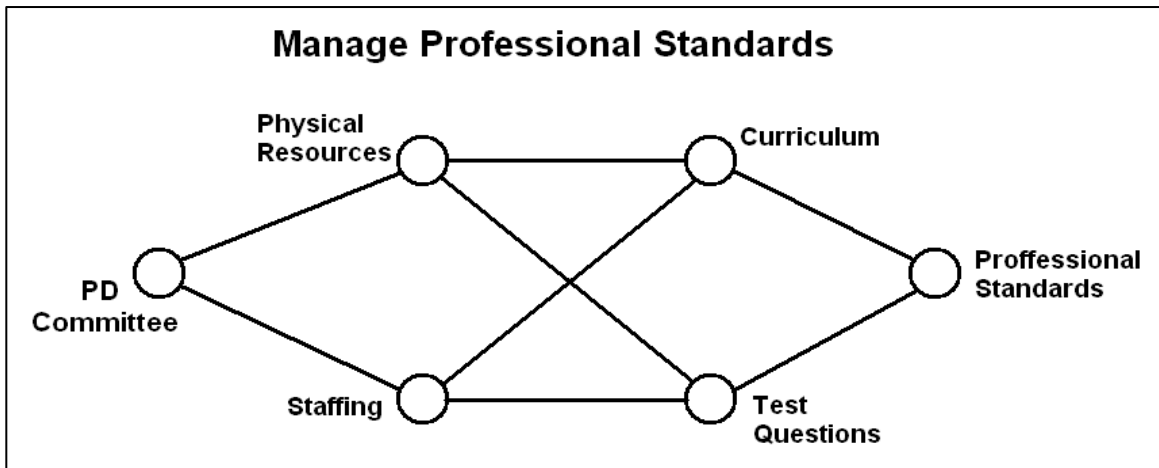 Manage Professional Standards
Physical
Resources
Curriculum
PD
Committee
Proffessional
Standards
Staffing
Test
Questions